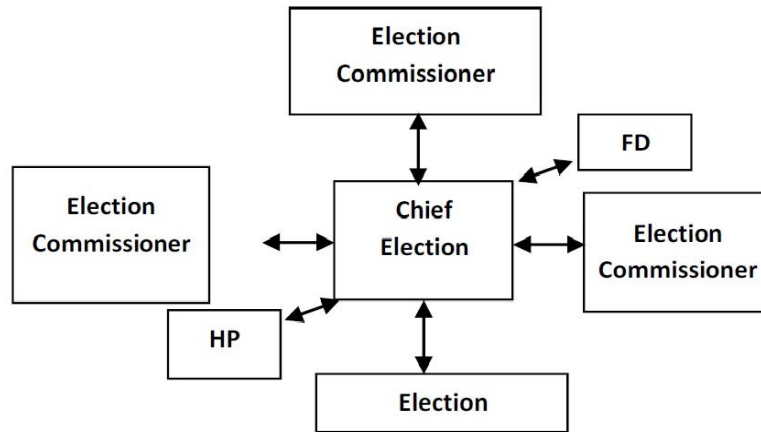 Election
Commissioner
FD
Election
Commissioner
Chief
Election
Election
Commissioner
HP
Election